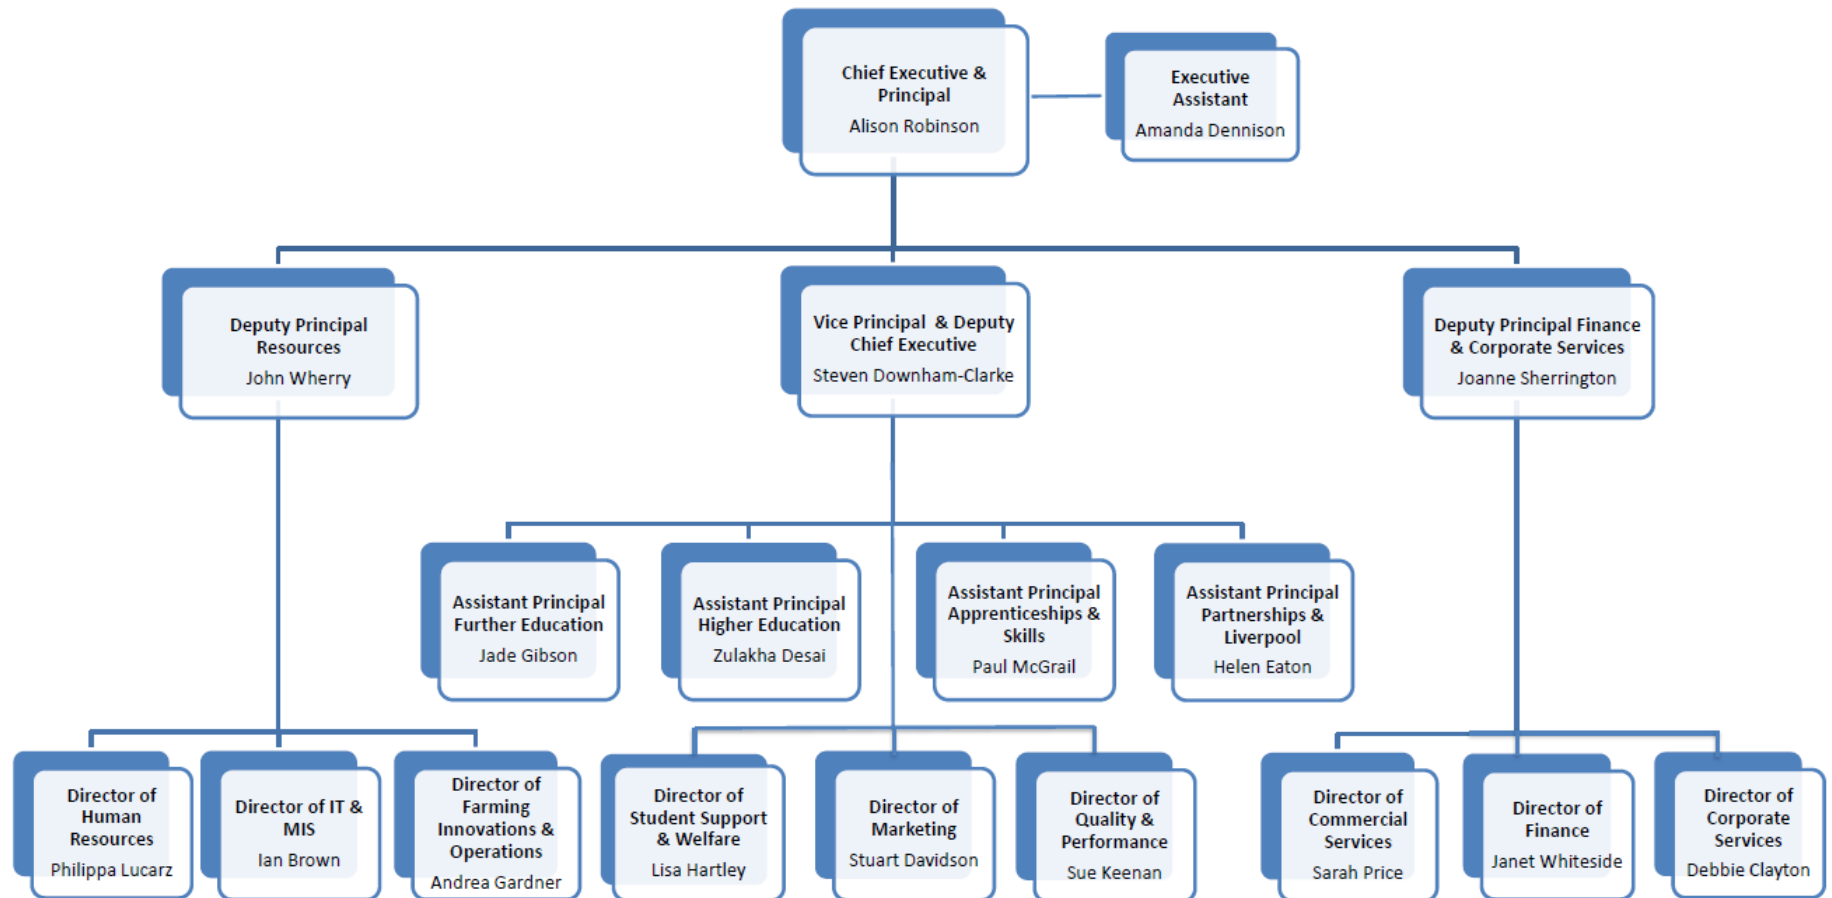 Chief Executive &
Principal
Alison Robinson
Executive
Assistant
Amanda Dennison
Deputy Principal
Resources
John Wherry
Vice Principal & Deputy
Chief Executive
Steven Downham-Clarke
Deputy Principal Finance
& Corporate Services
Joanne Sherrington
Assistant Principal
Further Education
Jade Gibson
Assistant Principal
Higher Education
Zulakha Desai
Assistant Principal
Apprenticeships &
Skills
Paul McGrail
Assistant Principal
Partnerships &
Liverpool
Helen Eaton
Director of
Human
Resources
Philippa Lucarz
Director of IT &
MIS
Ian Brown
Director of
Farming
Innovations &
Operations
Andrea Gardner
Director of
Student Support
& Welfare
Lisa Hartley
Director of
Marketing
Stuart Davidson
Director of
Quality &
Performance
Sue Keenan
Director of
Commercial
Services
Sarah Price
Director of
Finance
Janet Whiteside
Director of
Corporate
Services
Debbie Clayton